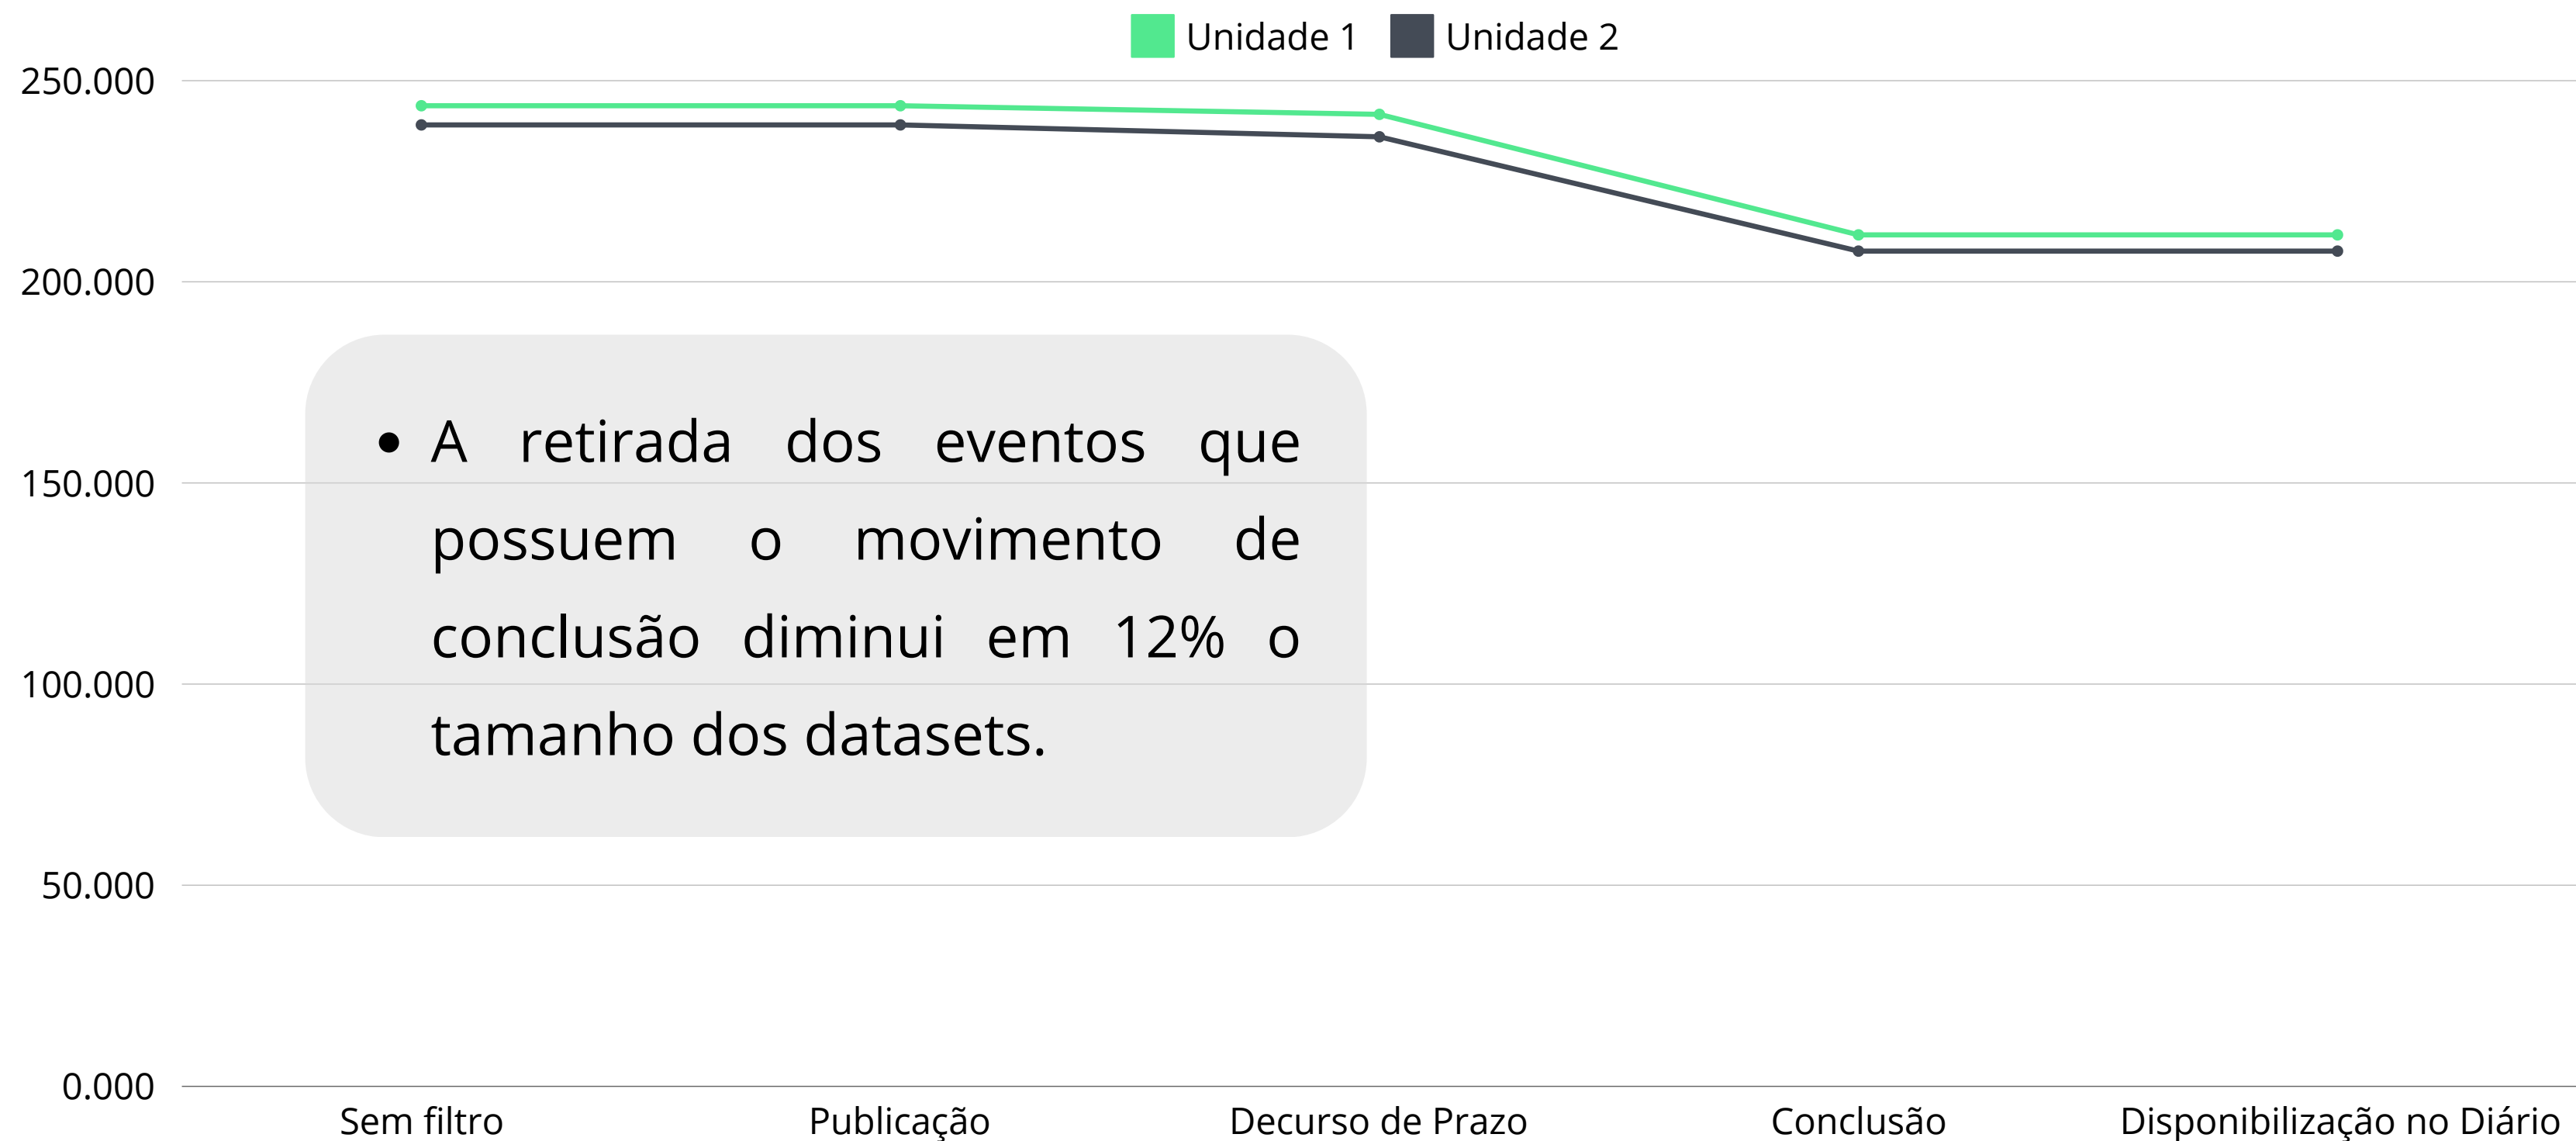 Unidade 1 Unidade 2
250.000
200.000
150.000
100.000
50.000
0.000
• A retirada dos eventos que
possuem o movimento de
conclusão diminui em 12% o
tamanho dos datasets.
Sem filtro Publicação Decurso de Prazo Conclusão Disponibilização no Diário